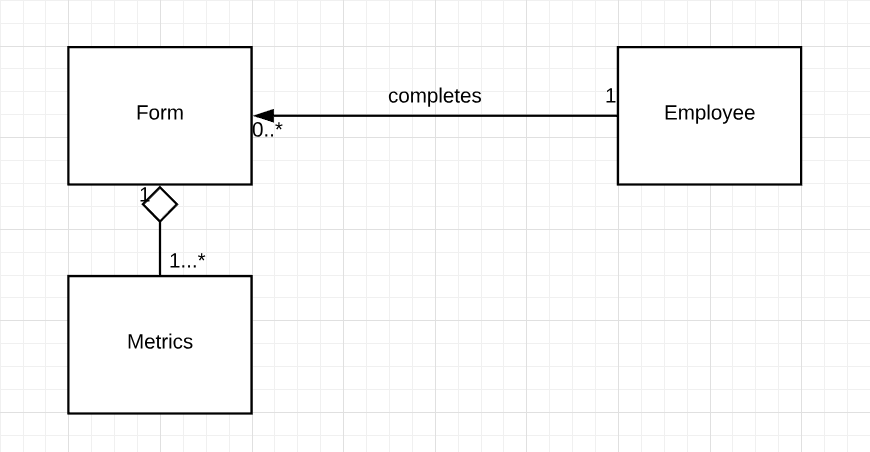 completes
1
Form
Employee
0..*
1
1...*
Metrics